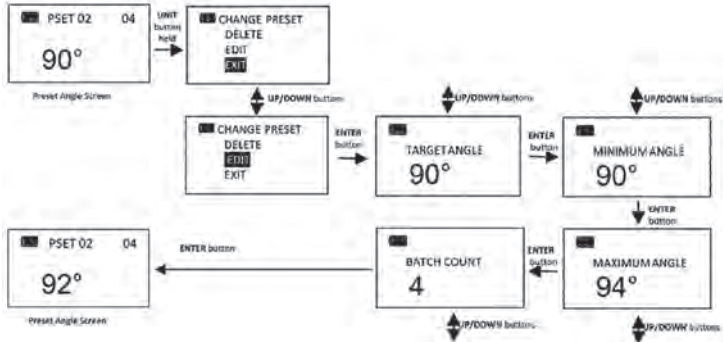 PSET 02 04
90°
Preset Angle Screen
UNIT
button
held
CHANGE PRESET
DELETE
EDIT
EXIT
UP/DOWN buttons
CHANGE PRESET
DELETE
EDIT
EXIT
ENTER
button
UP/DOWN buttons
TARGET ANGLE
90°
ENTER
button
UP/DOWN buttons
MINIMUM ANGLE
90°
ENTER
button
MAXIMUM ANGLE
94°
UP/DOWN buttons
ENTER
button
BATCH COUNT
4
UP/DOWN buttons
ENTER button
PSET 02 04
92°
Preset Angle Screen